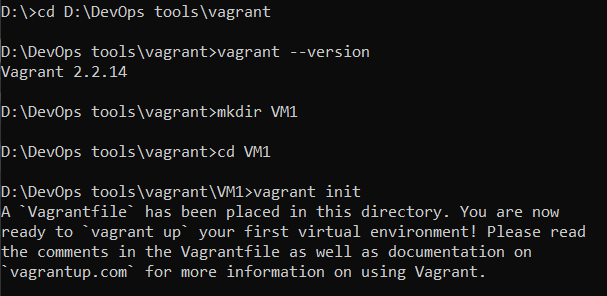 D:\>cd D:\DevOps tools\vagrant
D:\DevOps tools\vagrant>vagrant --version
Vagrant 2.2.14
D:\DevOps tools\vagrant>mkdir VM1
D:\DevOps tools\vagrant>cd VM1
D:\DevOps tools\vagrant\VM1>vagrant init
A `Vagrantfile` has been placed in this directory. You are now
ready to `vagrant up` your first virtual environment! Please read
the comments in the Vagrantfile as well as documentation on
`vagrantup.com` for more information on using Vagrant.